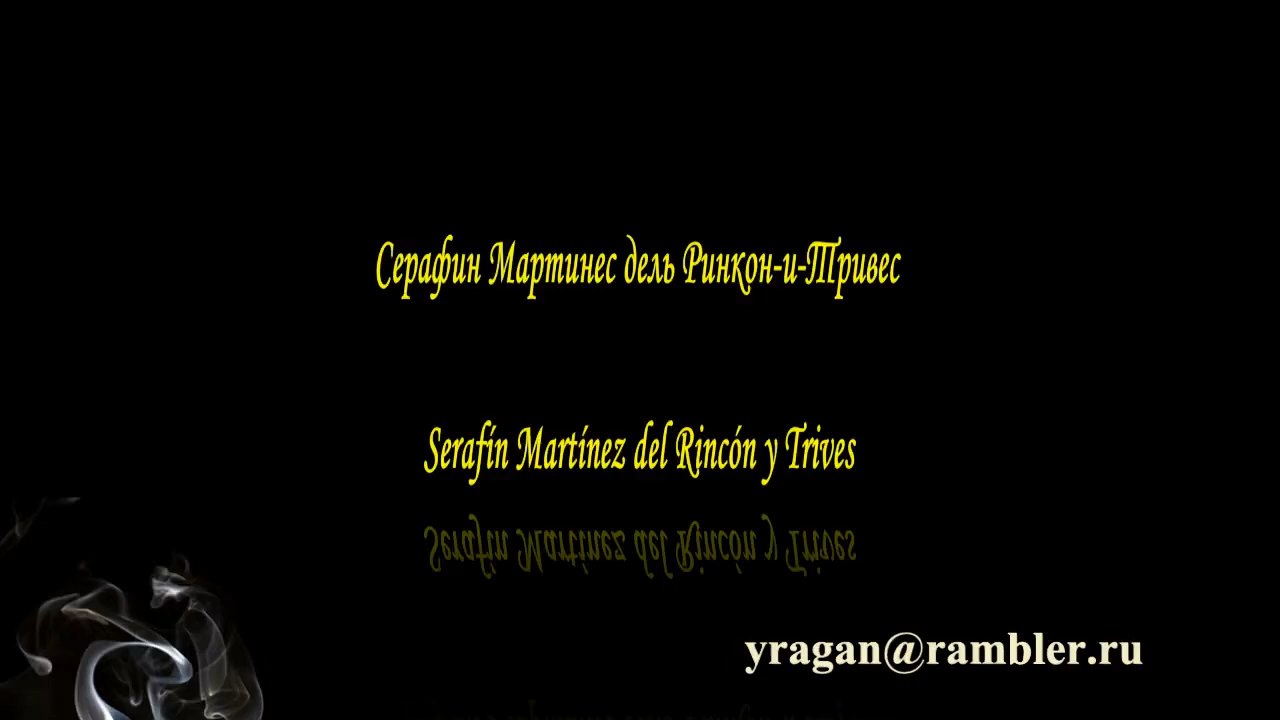 Серафин Мартинес дель Ринкон-и-Тривес
Serafín Martínez del Rincón y Trives
yragan@rambler.ru